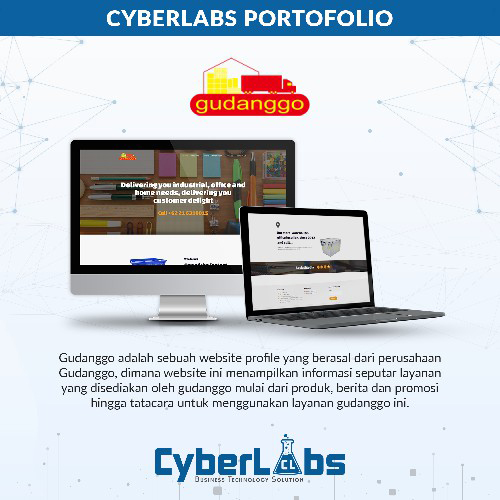 CYBERLABS PORTOFOLIO
gudanggo
Delivering you industrial, office and
home needs, delivering you
customer delight
Gudanggo adalah sebuah website profile yang berasal dari perusahaan
Gudanggo, dimana website ini menampilkan informasi seputar layanan
yang disediakan oleh gudanggo mulai dari produk, berita dan promosi
hingga tatacara untuk menggunakan layanan gudanggo ini.
CyberLabs
Business Technology Solution